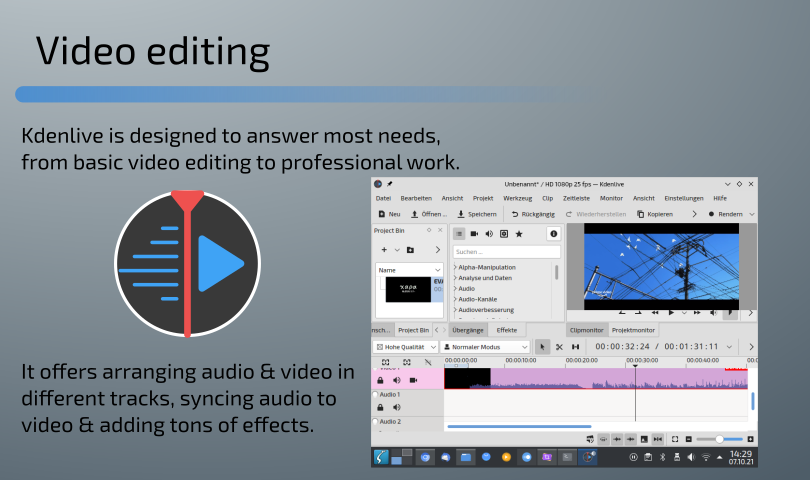 Video editing
Kdenlive is designed to answer most needs,
from basic video editing to professional work.
It offers arranging audio & video in
different tracks, syncing audio to
video & adding tons of effects.
Unbenannt* / HD 1080p 25 fps — Kdenlive
Datei Bearbeiten Ansicht Projekt Werkzeug Clip Zeitleiste Monitor Ansicht Einstellungen Hilfe
Neu Öffnen... Speichern Rückgängig Wiederherstellen Kopieren Rendern
Project Bin
Suchen...
Name
Alpha-Manipulation
Analyse und Daten
Audio
Audio-Kanäle
Audioverbesserung
Project Bin Übergänge Effekte Clipmonitor Projektmonitor
Hohe Qualität Normaler Modus 00:00:32:24 / 00:01:31:11
00:00:00:00 00:00:10:00 00:00:20:00 00:00:30:00 00:00:40:00
Audio 1
Audio 2
14:29
07.10.21